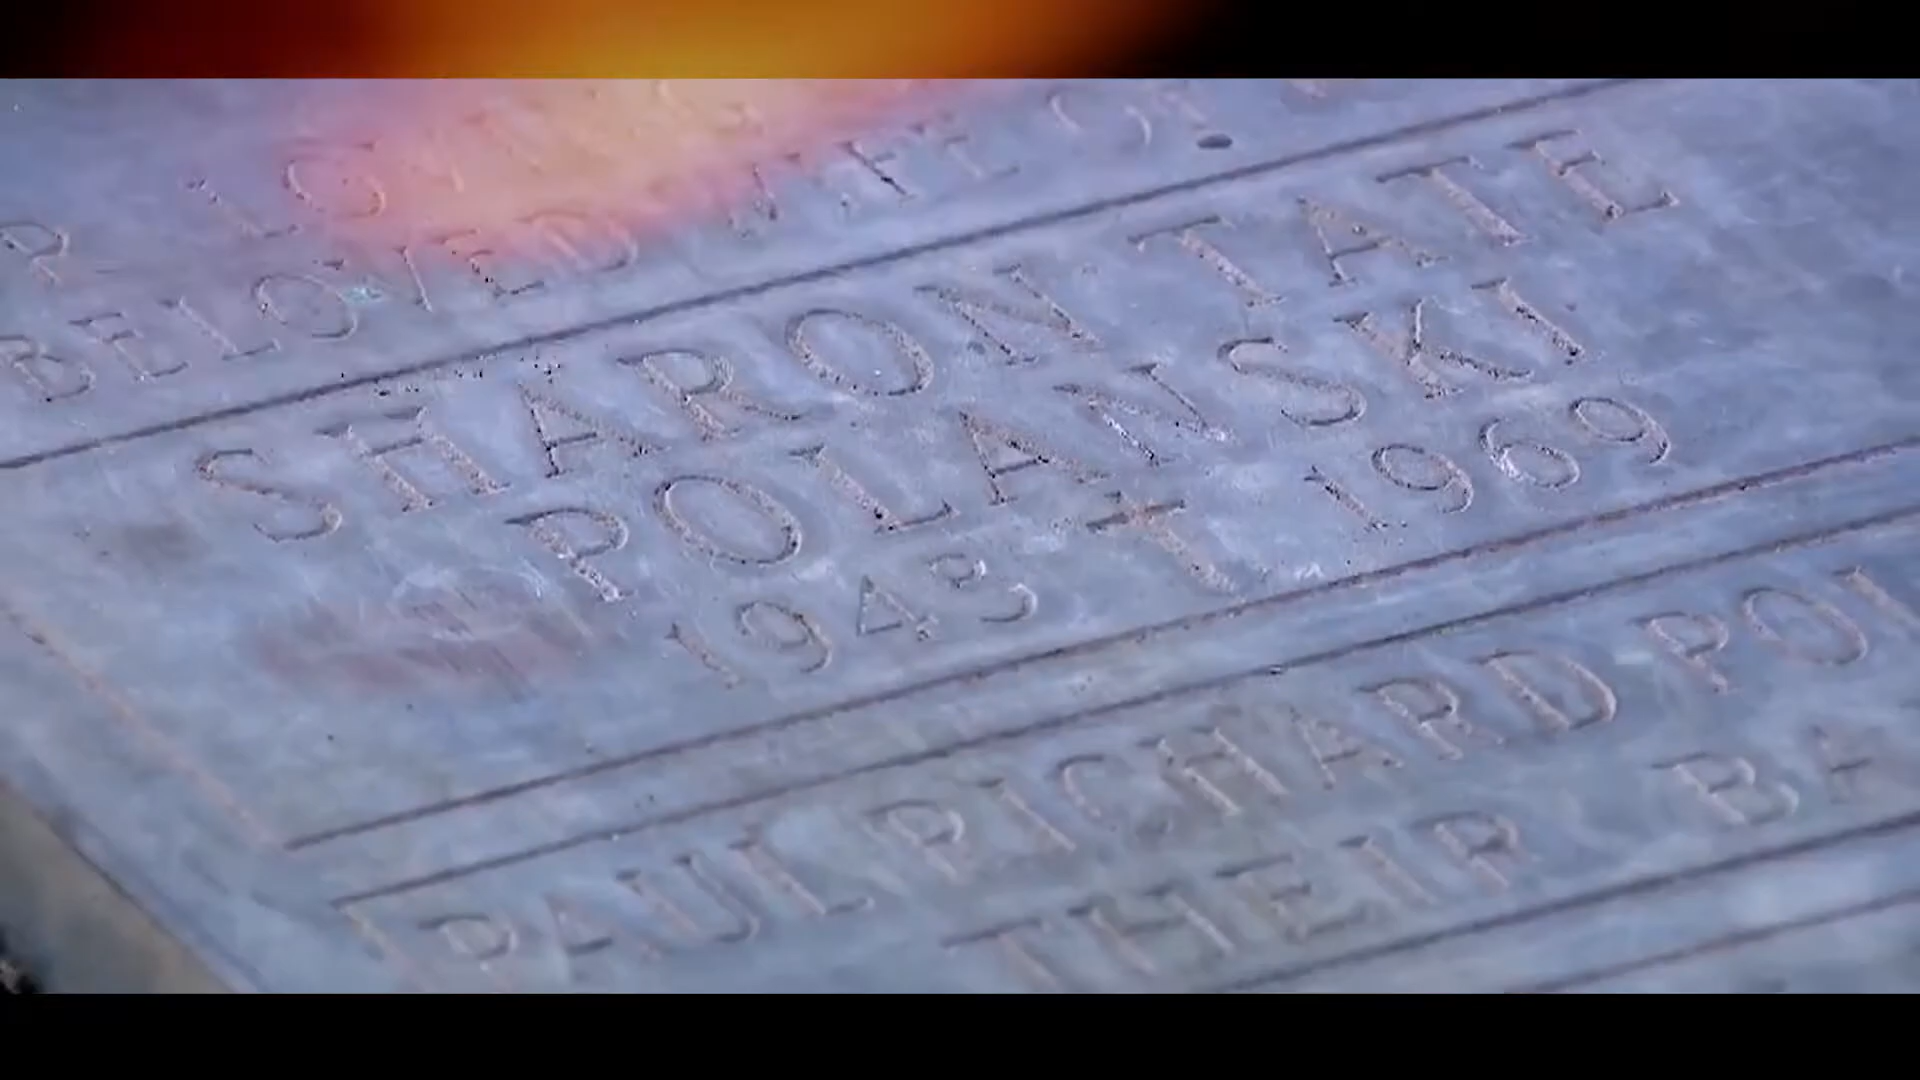 BELOVED WIFE OF
SHARON TATE
POLANSKI
1943 † 1969
PAUL RICHARD POL
THEIR BA